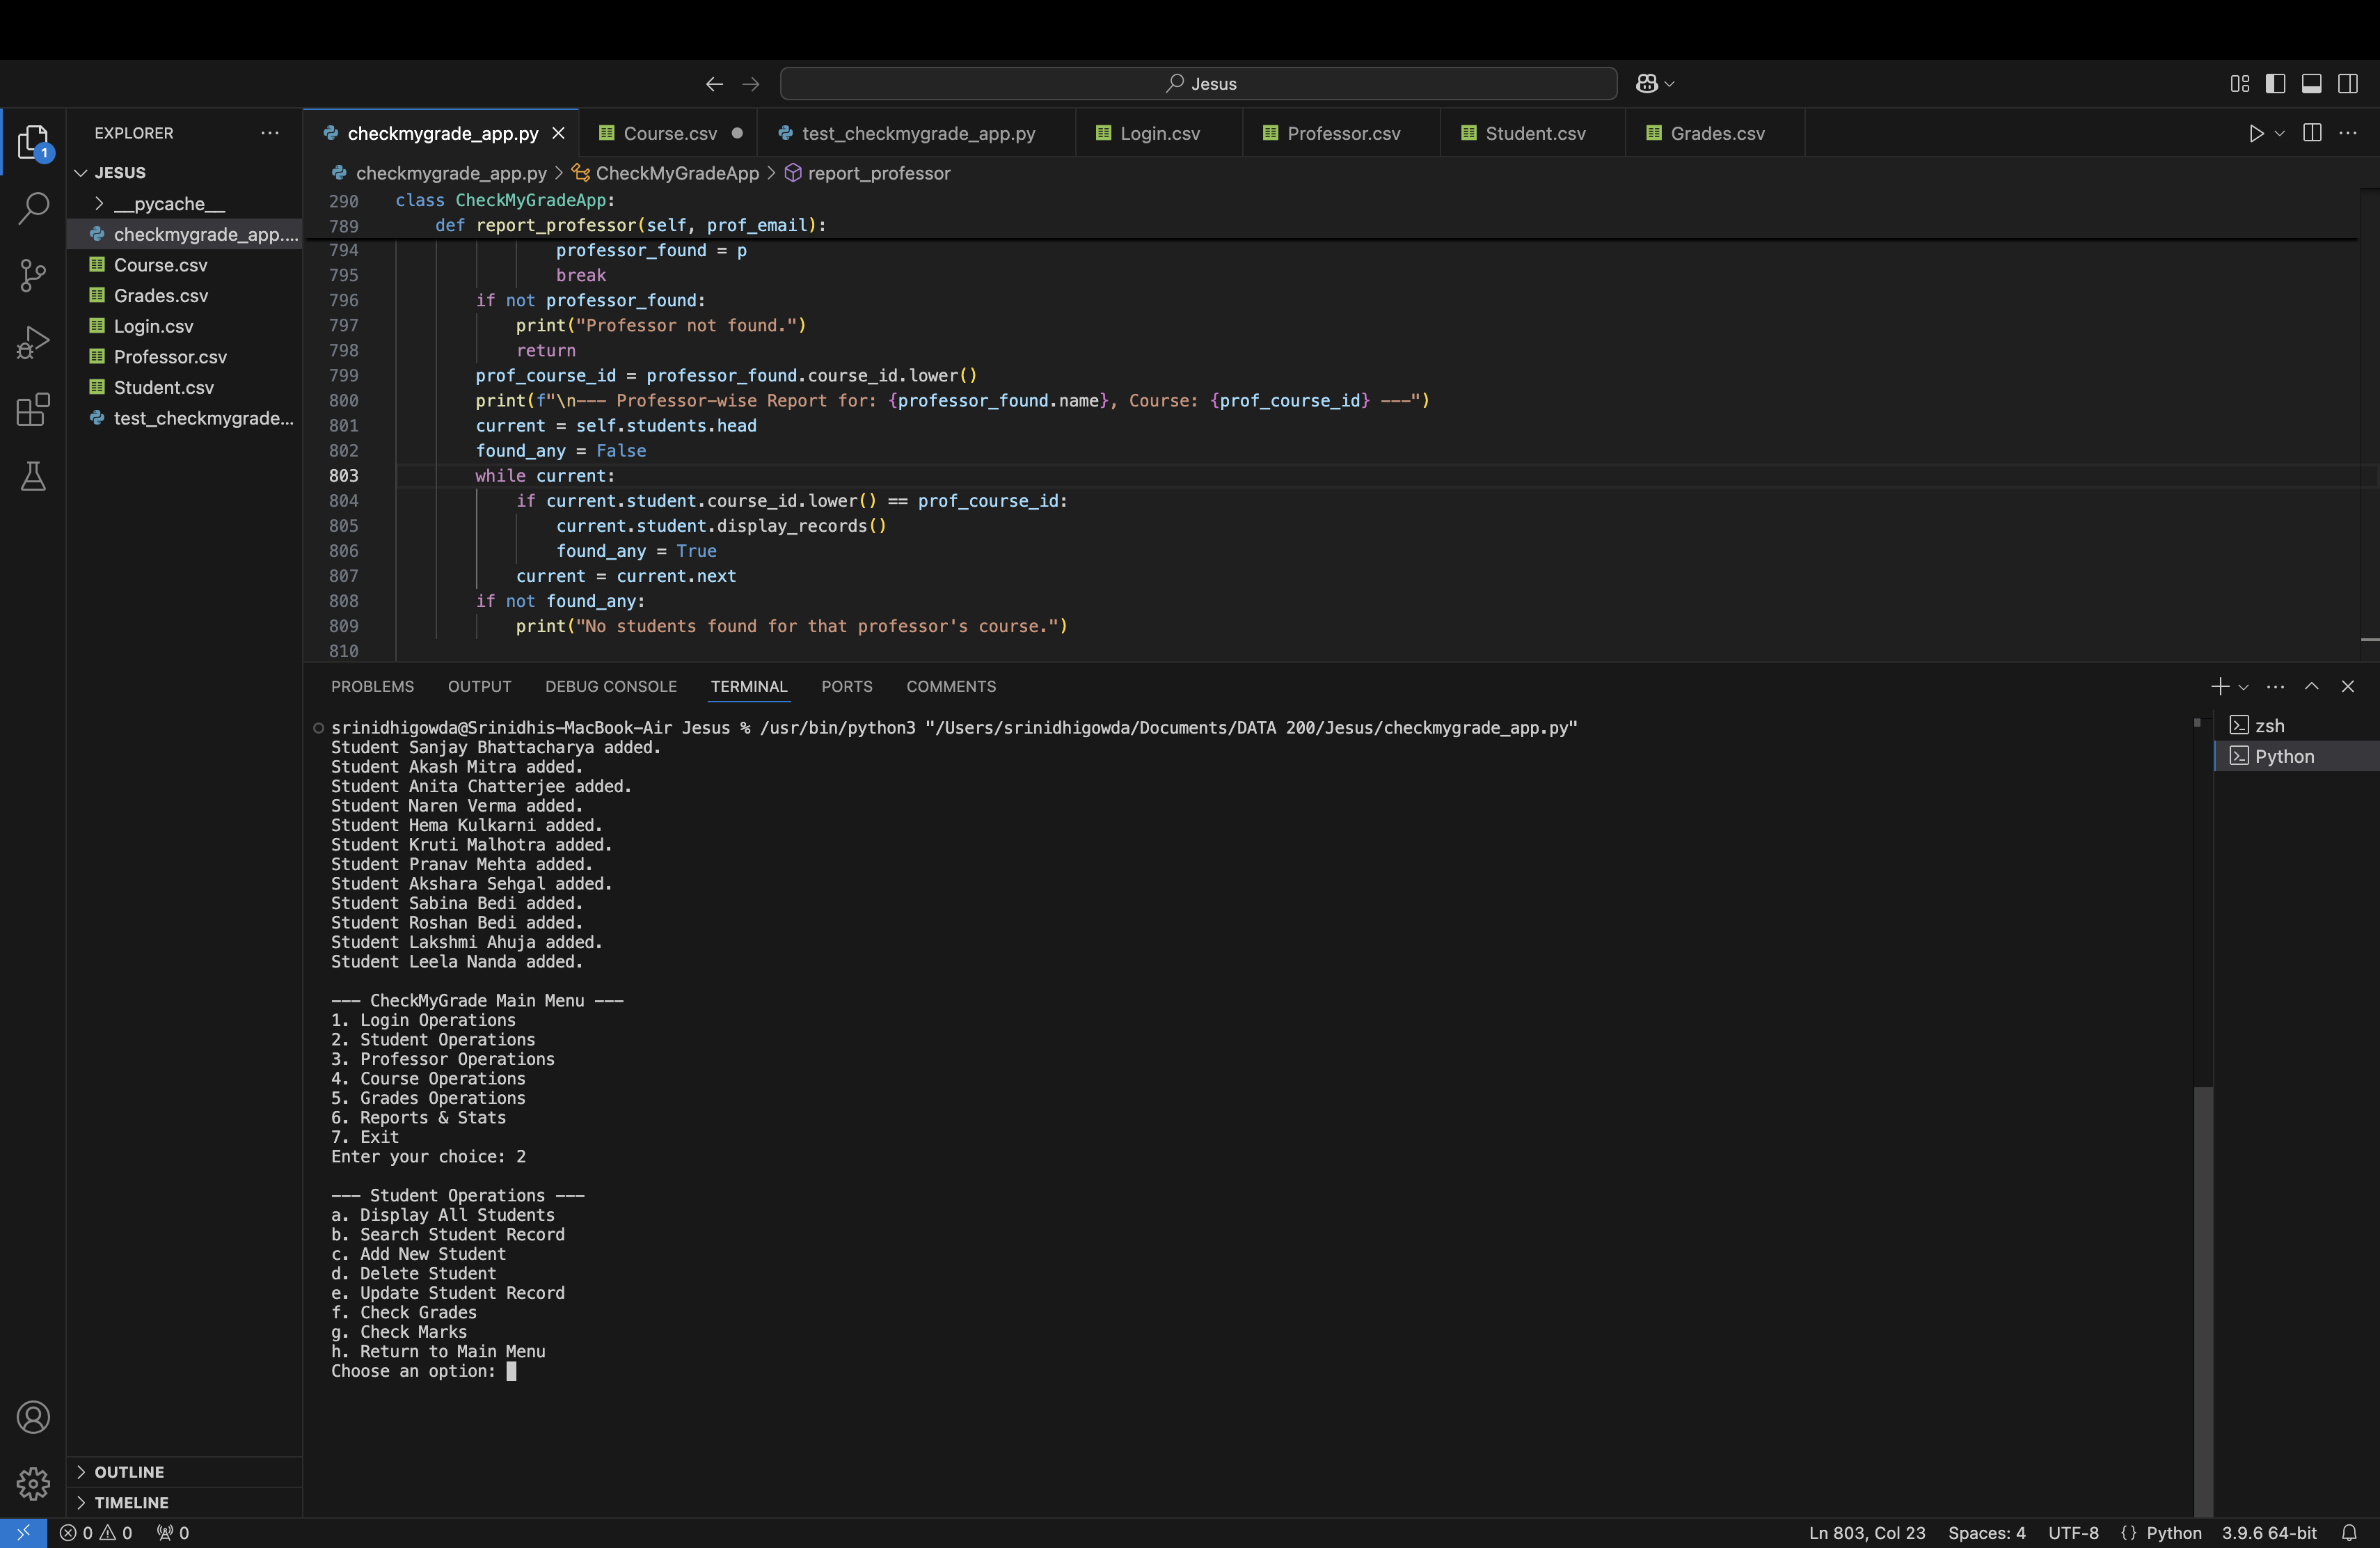 Jesus
EXPLORER
checkmygrade_app.py
Course.csv
test_checkmygrade_app.py
Login.csv
Professor.csv
Student.csv
Grades.csv
1
JESUS
__pycache__
checkmygrade_app....
Course.csv
Grades.csv
Login.csv
Professor.csv
Student.csv
test_checkmygrade...
OUTLINE
TIMELINE
checkmygrade_app.py > CheckMyGradeApp > report_professor
290 class CheckMyGradeApp:
789 def report_professor(self, prof_email):
794 professor_found = p
795 break
796 if not professor_found:
797 print("Professor not found.")
798 return
799 prof_course_id = professor_found.course_id.lower()
800 print(f"\n--- Professor-wise Report for: {professor_found.name}, Course: {prof_course_id} ---")
801 current = self.students.head
802 found_any = False
803 while current:
804 if current.student.course_id.lower() == prof_course_id:
805 current.student.display_records()
806 found_any = True
807 current = current.next
808 if not found_any:
809 print("No students found for that professor's course.")
810
PROBLEMS OUTPUT DEBUG CONSOLE TERMINAL PORTS COMMENTS
zsh
Python
srinidhigowda@Srinidhis-MacBook-Air Jesus % /usr/bin/python3 "/Users/srinidhigowda/Documents/DATA 200/Jesus/checkmygrade_app.py"
Student Sanjay Bhattacharya added.
Student Akash Mitra added.
Student Anita Chatterjee added.
Student Naren Verma added.
Student Hema Kulkarni added.
Student Kruti Malhotra added.
Student Pranav Mehta added.
Student Akshara Sehgal added.
Student Sabina Bedi added.
Student Roshan Bedi added.
Student Lakshmi Ahuja added.
Student Leela Nanda added.
--- CheckMyGrade Main Menu ---
1. Login Operations
2. Student Operations
3. Professor Operations
4. Course Operations
5. Grades Operations
6. Reports & Stats
7. Exit
Enter your choice: 2
--- Student Operations ---
a. Display All Students
b. Search Student Record
c. Add New Student
d. Delete Student
e. Update Student Record
f. Check Grades
g. Check Marks
h. Return to Main Menu
Choose an option:
0 0 0
Ln 803, Col 23 Spaces: 4 UTF-8 {} Python 3.9.6 64-bit